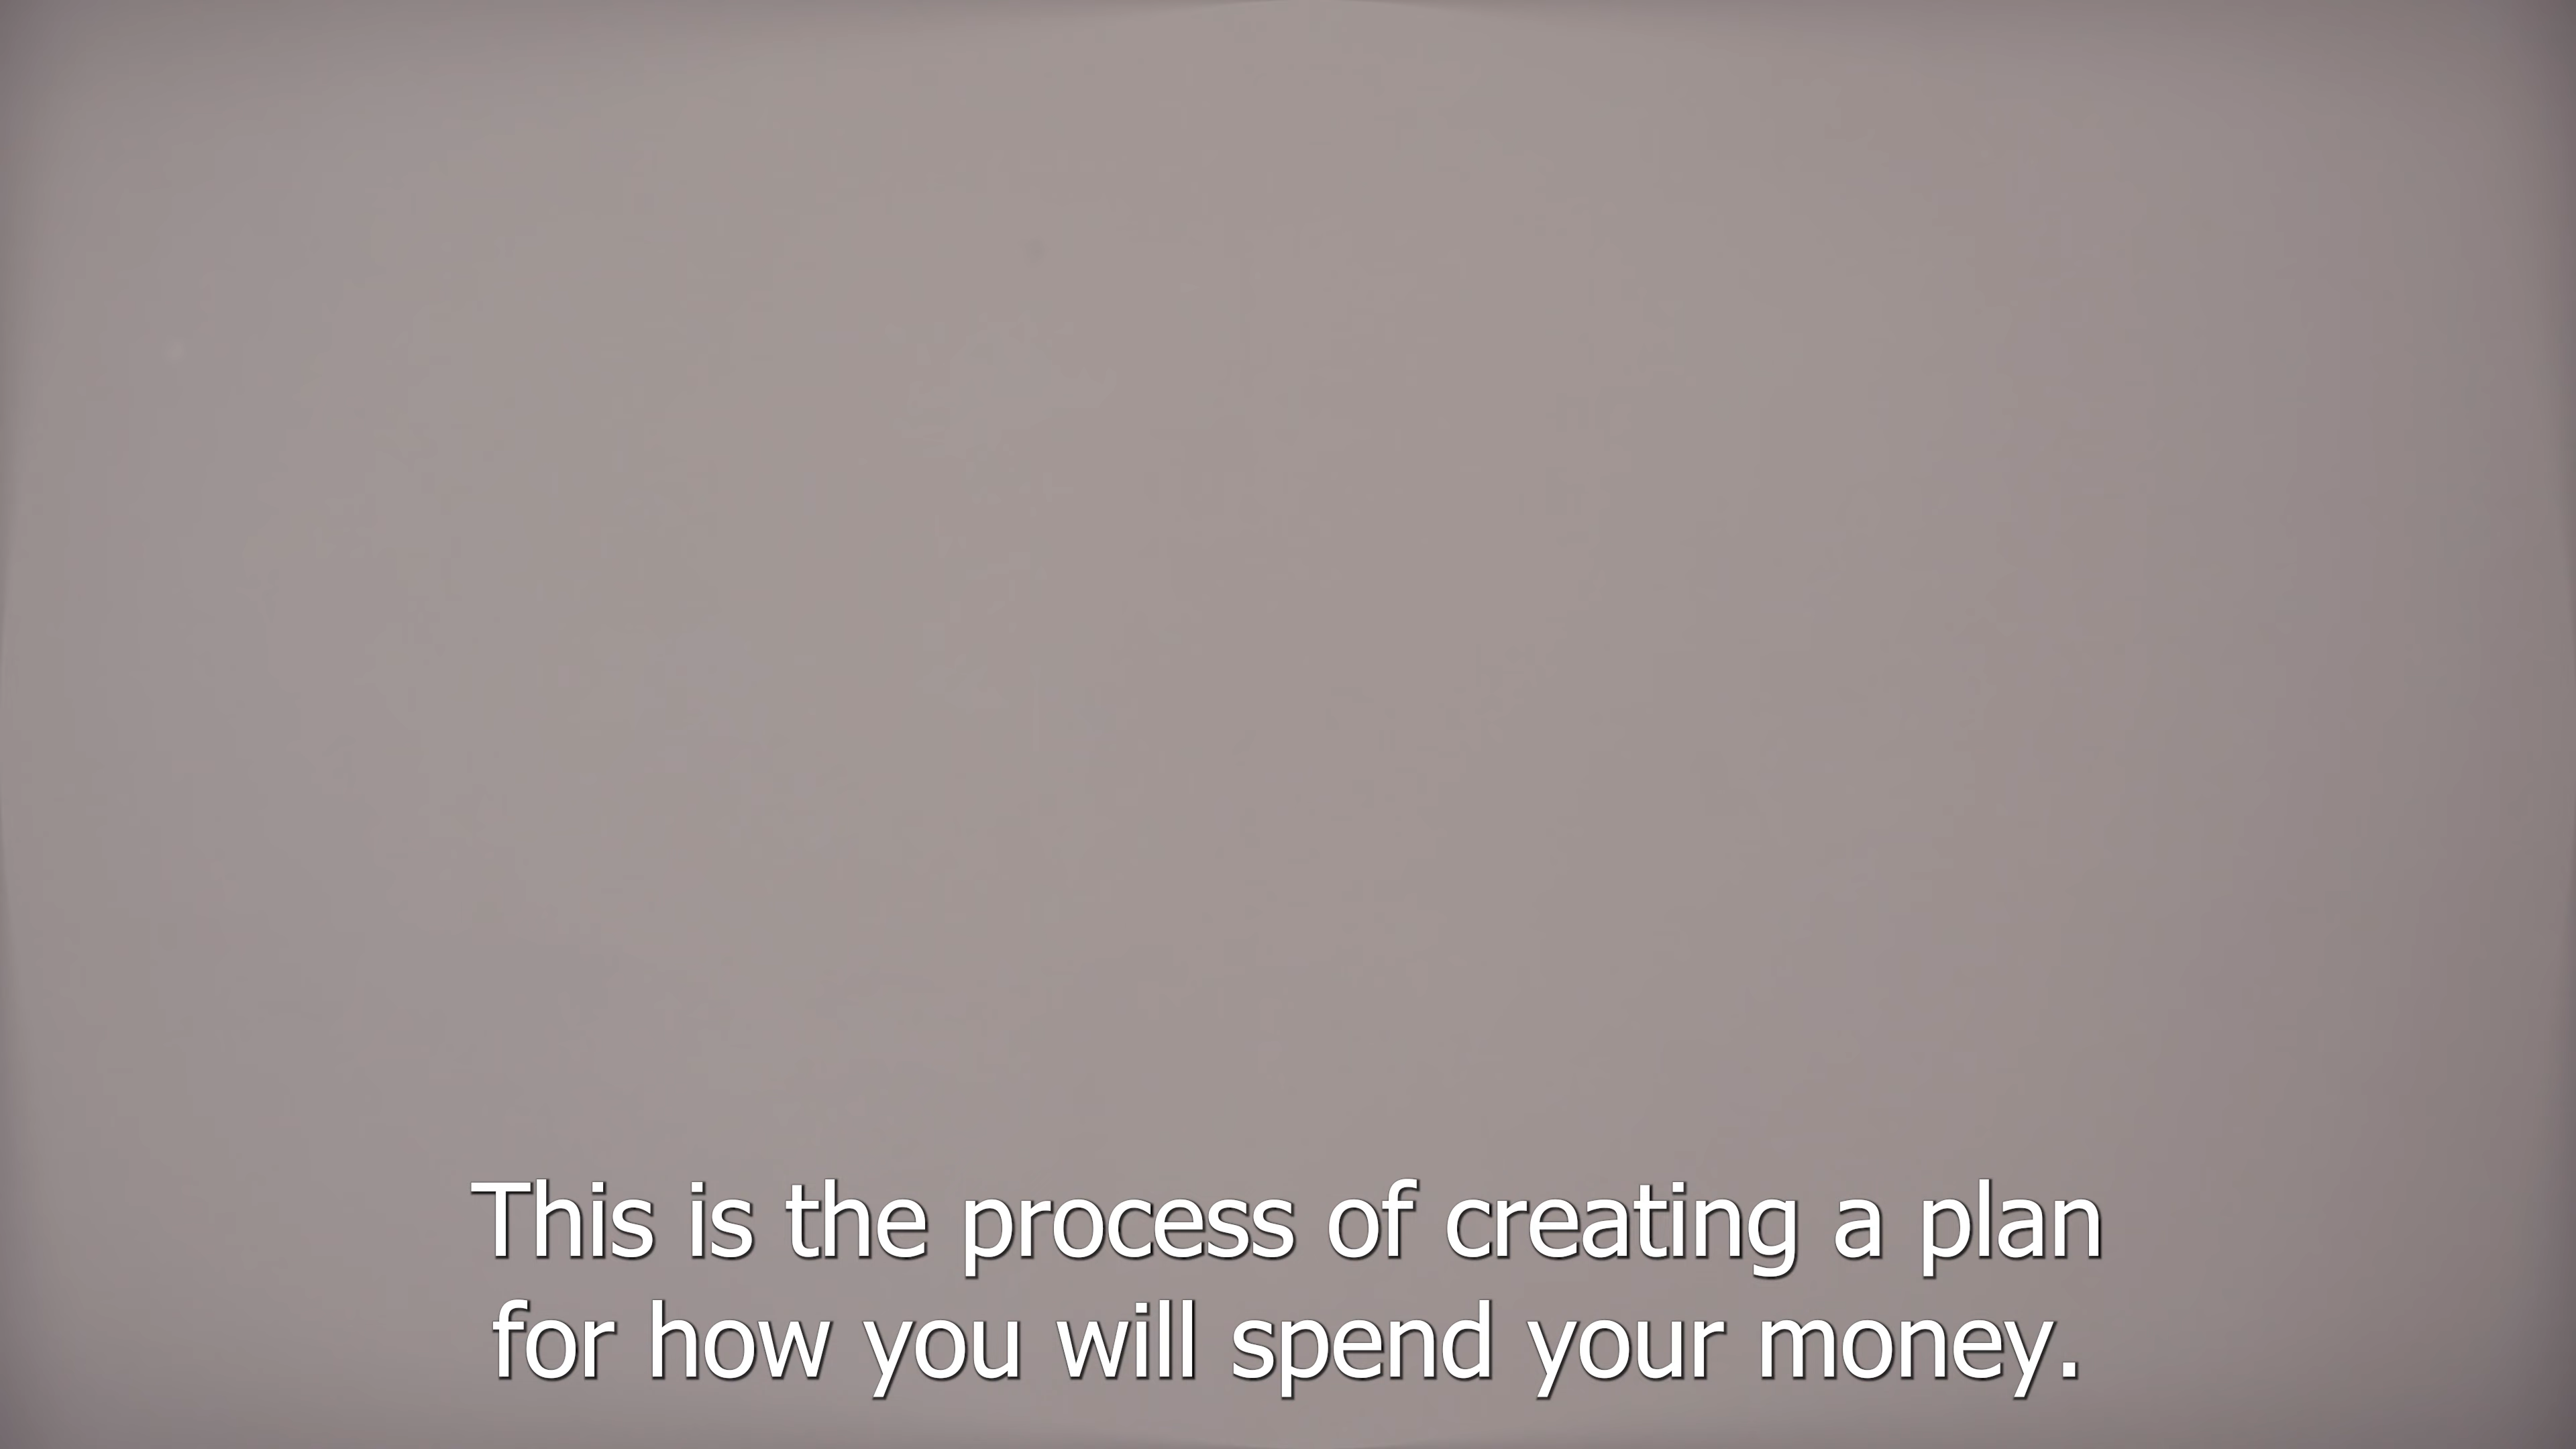 This is the process of creating a plan
for how you will spend your money.